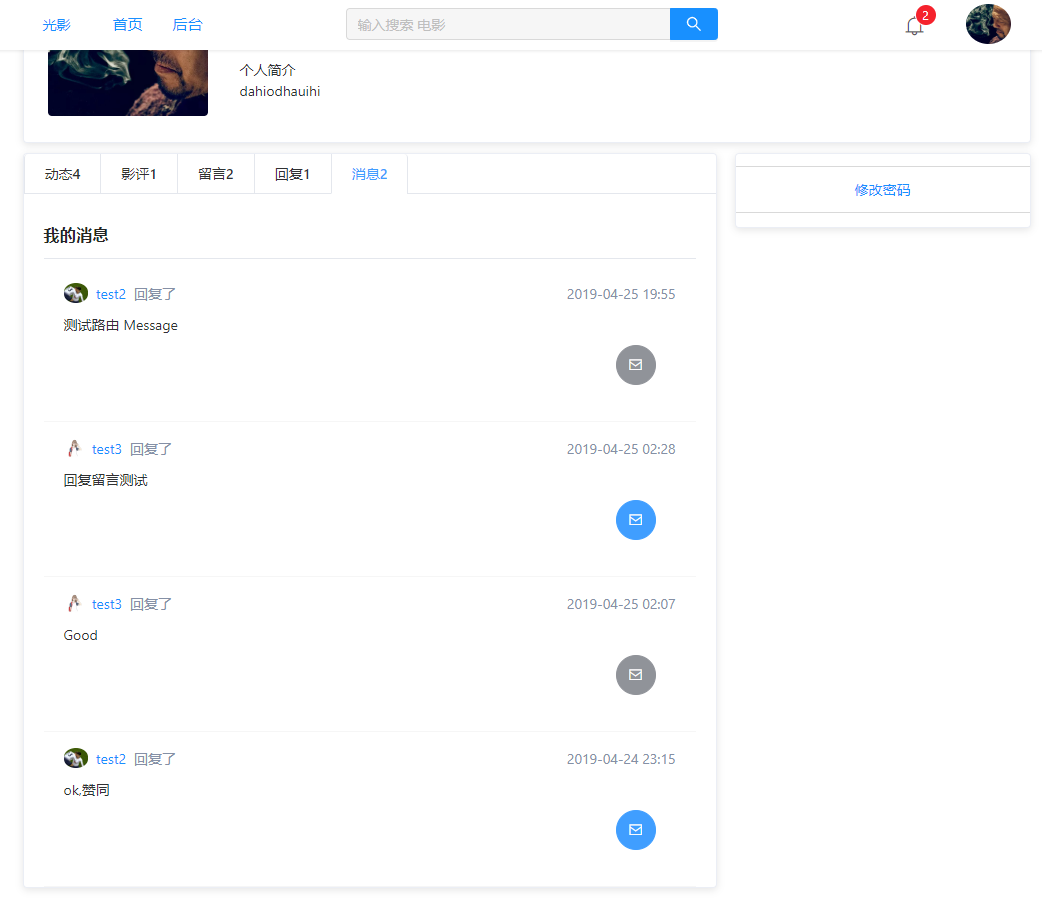 光影 首页 后台 输入搜索 电影 2
个人简介
dahiodhauihi
动态4 影评1 留言2 回复1 消息2
修改密码
我的消息
test2 回复了 2019-04-25 19:55
测试路由 Message
test3 回复了 2019-04-25 02:28
回复留言测试
test3 回复了 2019-04-25 02:07
Good
test2 回复了 2019-04-24 23:15
ok,赞同